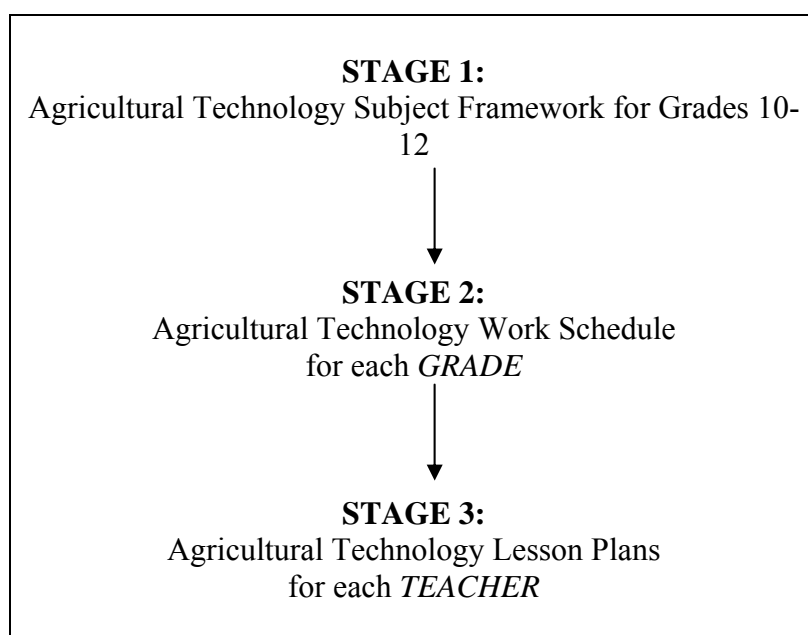 STAGE 1:
Agricultural Technology Subject Framework for Grades 10-
12
STAGE 2:
Agricultural Technology Work Schedule
for each GRADE
STAGE 3:
Agricultural Technology Lesson Plans
for each TEACHER